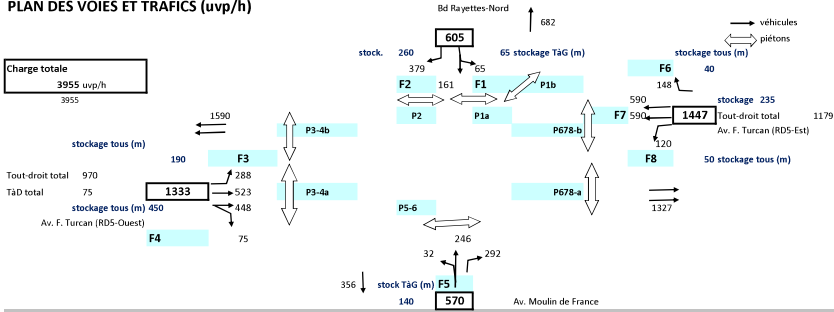 PLAN DES VOIES ET TRAFICS (uvp/h)
Bd Rayettes-Nord
682
véhicules
piétons
605
stock. 260
65 stockage TàG (m)
stockage tous (m)
Charge totale
3955 uvp/h
3955
379
65
F6
40
F2
161
F1
P1b
148
stockage 235
590
1590
P2
P1a
F7
590
1447
Tout-droit total 1179
P3-4b
P678-b
Av. F. Turcan (RD5-Est)
stockage tous (m)
120
190
F3
F8
50 stockage tous (m)
Tout-droit total 970
288
TàD total 75
1333
523
P3-4a
P678-a
stockage tous (m) 450
448
P5-6
1327
Av. F. Turcan (RD5-Ouest)
F4
75
246
32
292
356
stock TàG (m)
F5
140
570
Av. Moulin de France